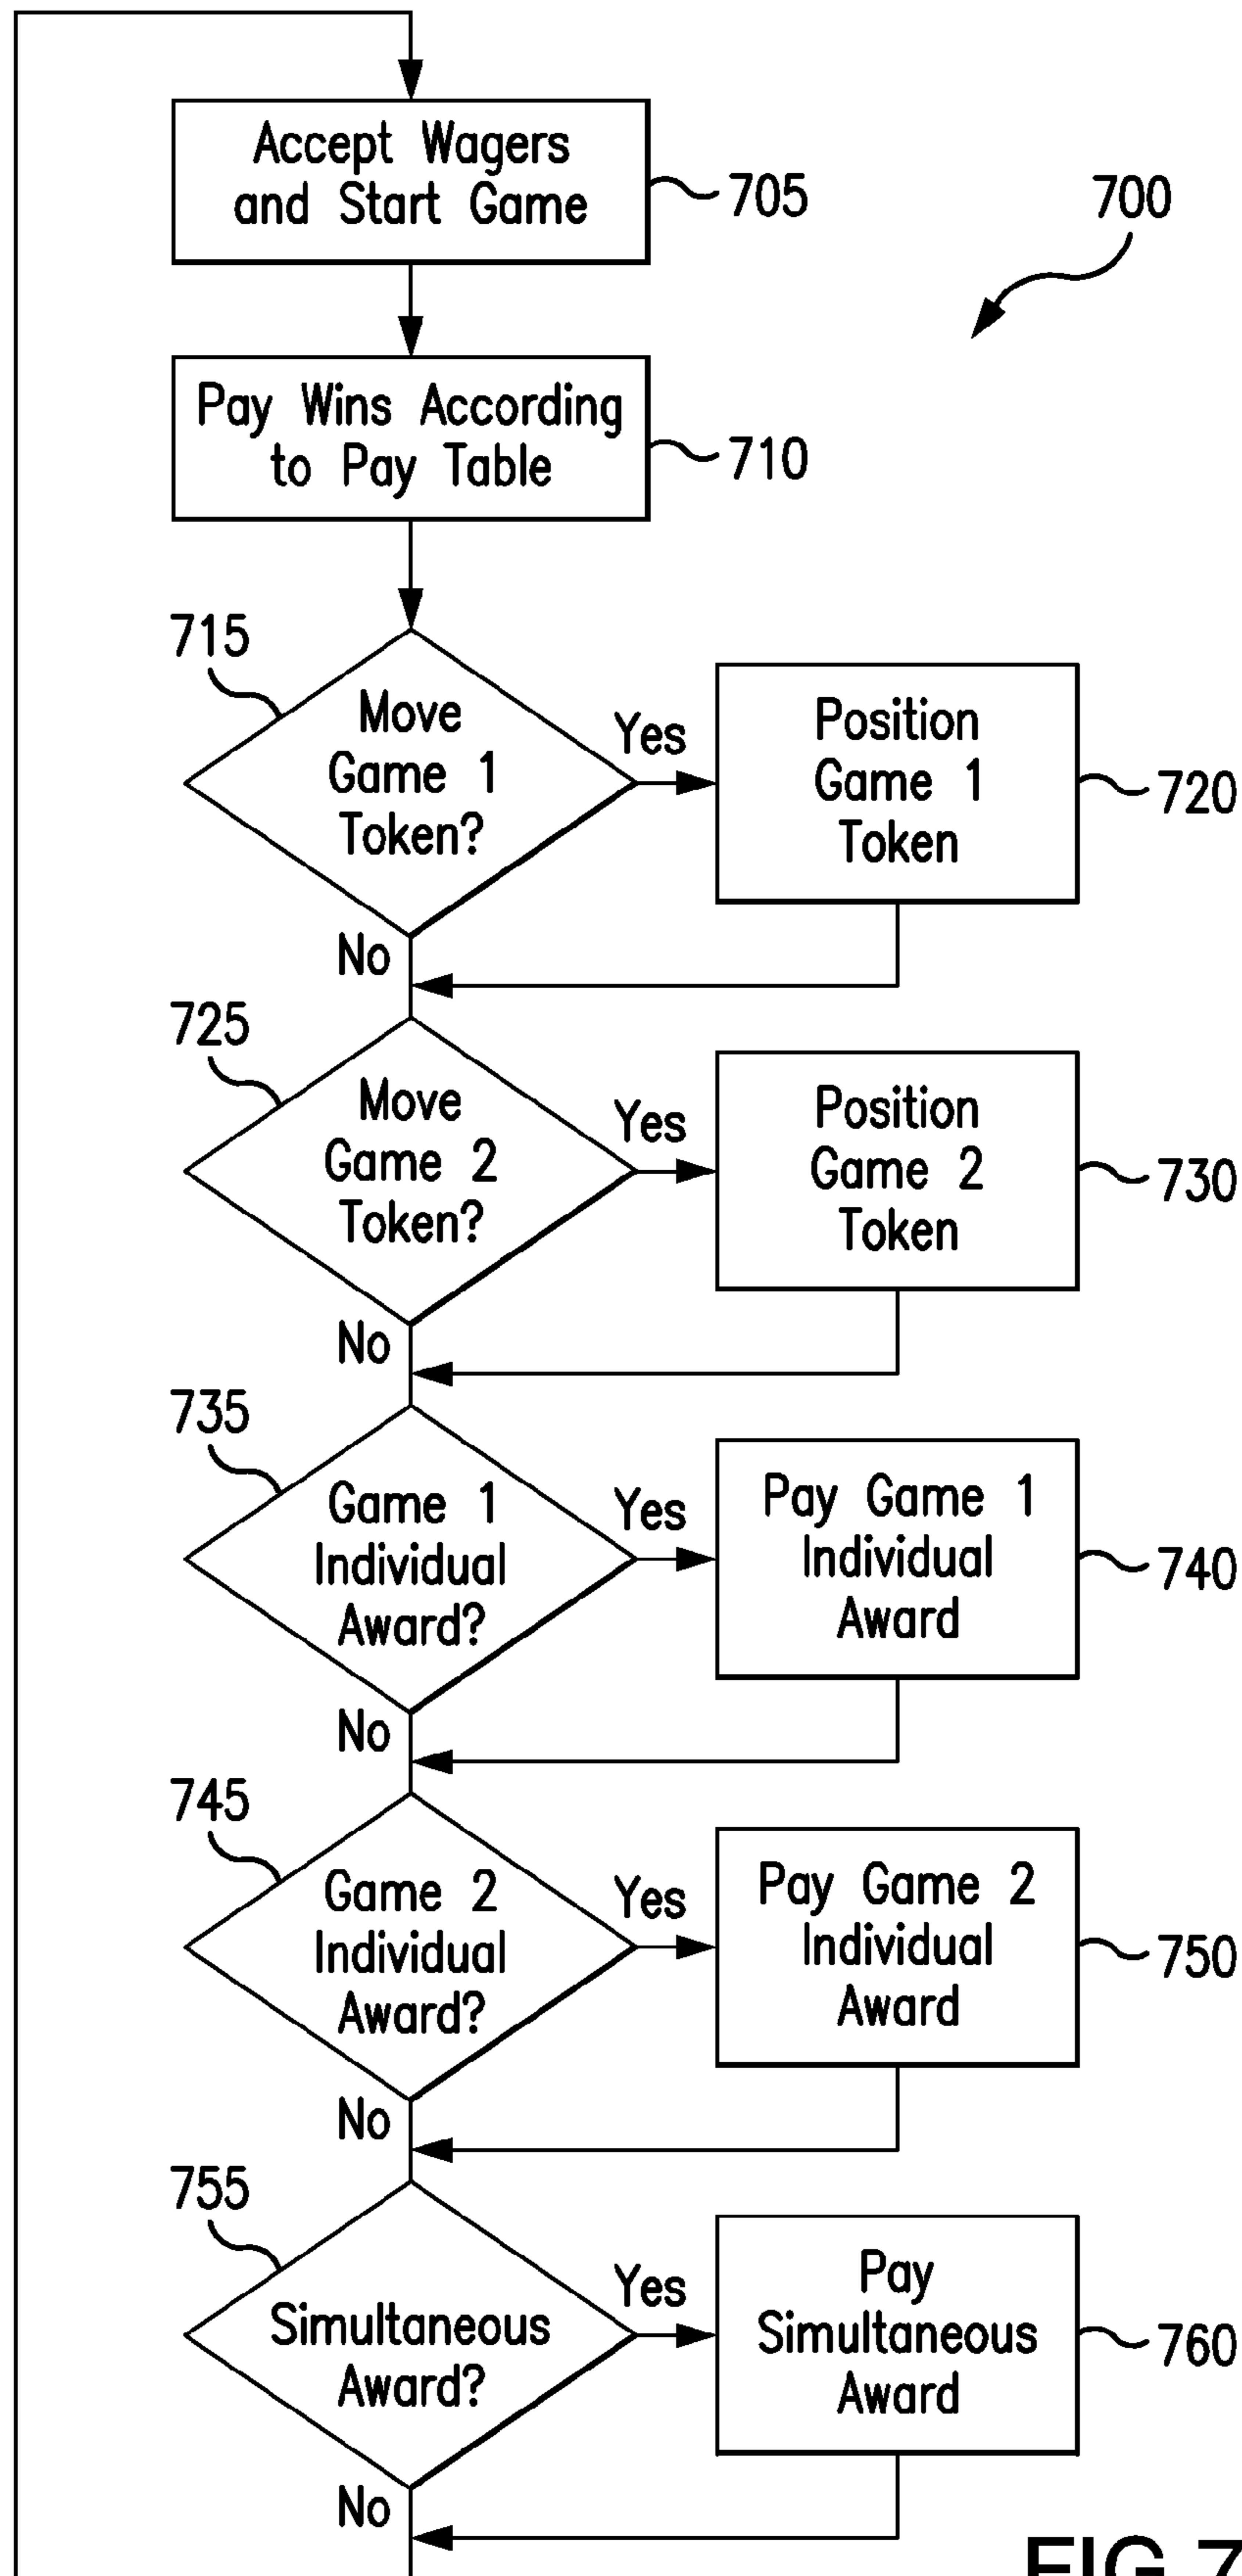 Accept Wagers
and Start Game
705
700
Pay Wins According
to Pay Table
710
715
Move
Game 1
Token?
Yes
Position
Game 1
Token
720
No
725
Move
Game 2
Token?
Yes
Position
Game 2
Token
730
No
735
Game 1
Individual
Award?
Yes
Pay Game 1
Individual
Award
740
No
745
Game 2
Individual
Award?
Yes
Pay Game 2
Individual
Award
750
No
755
Simultaneous
Award?
Yes
Pay
Simultaneous
Award
760
No
FIG.7